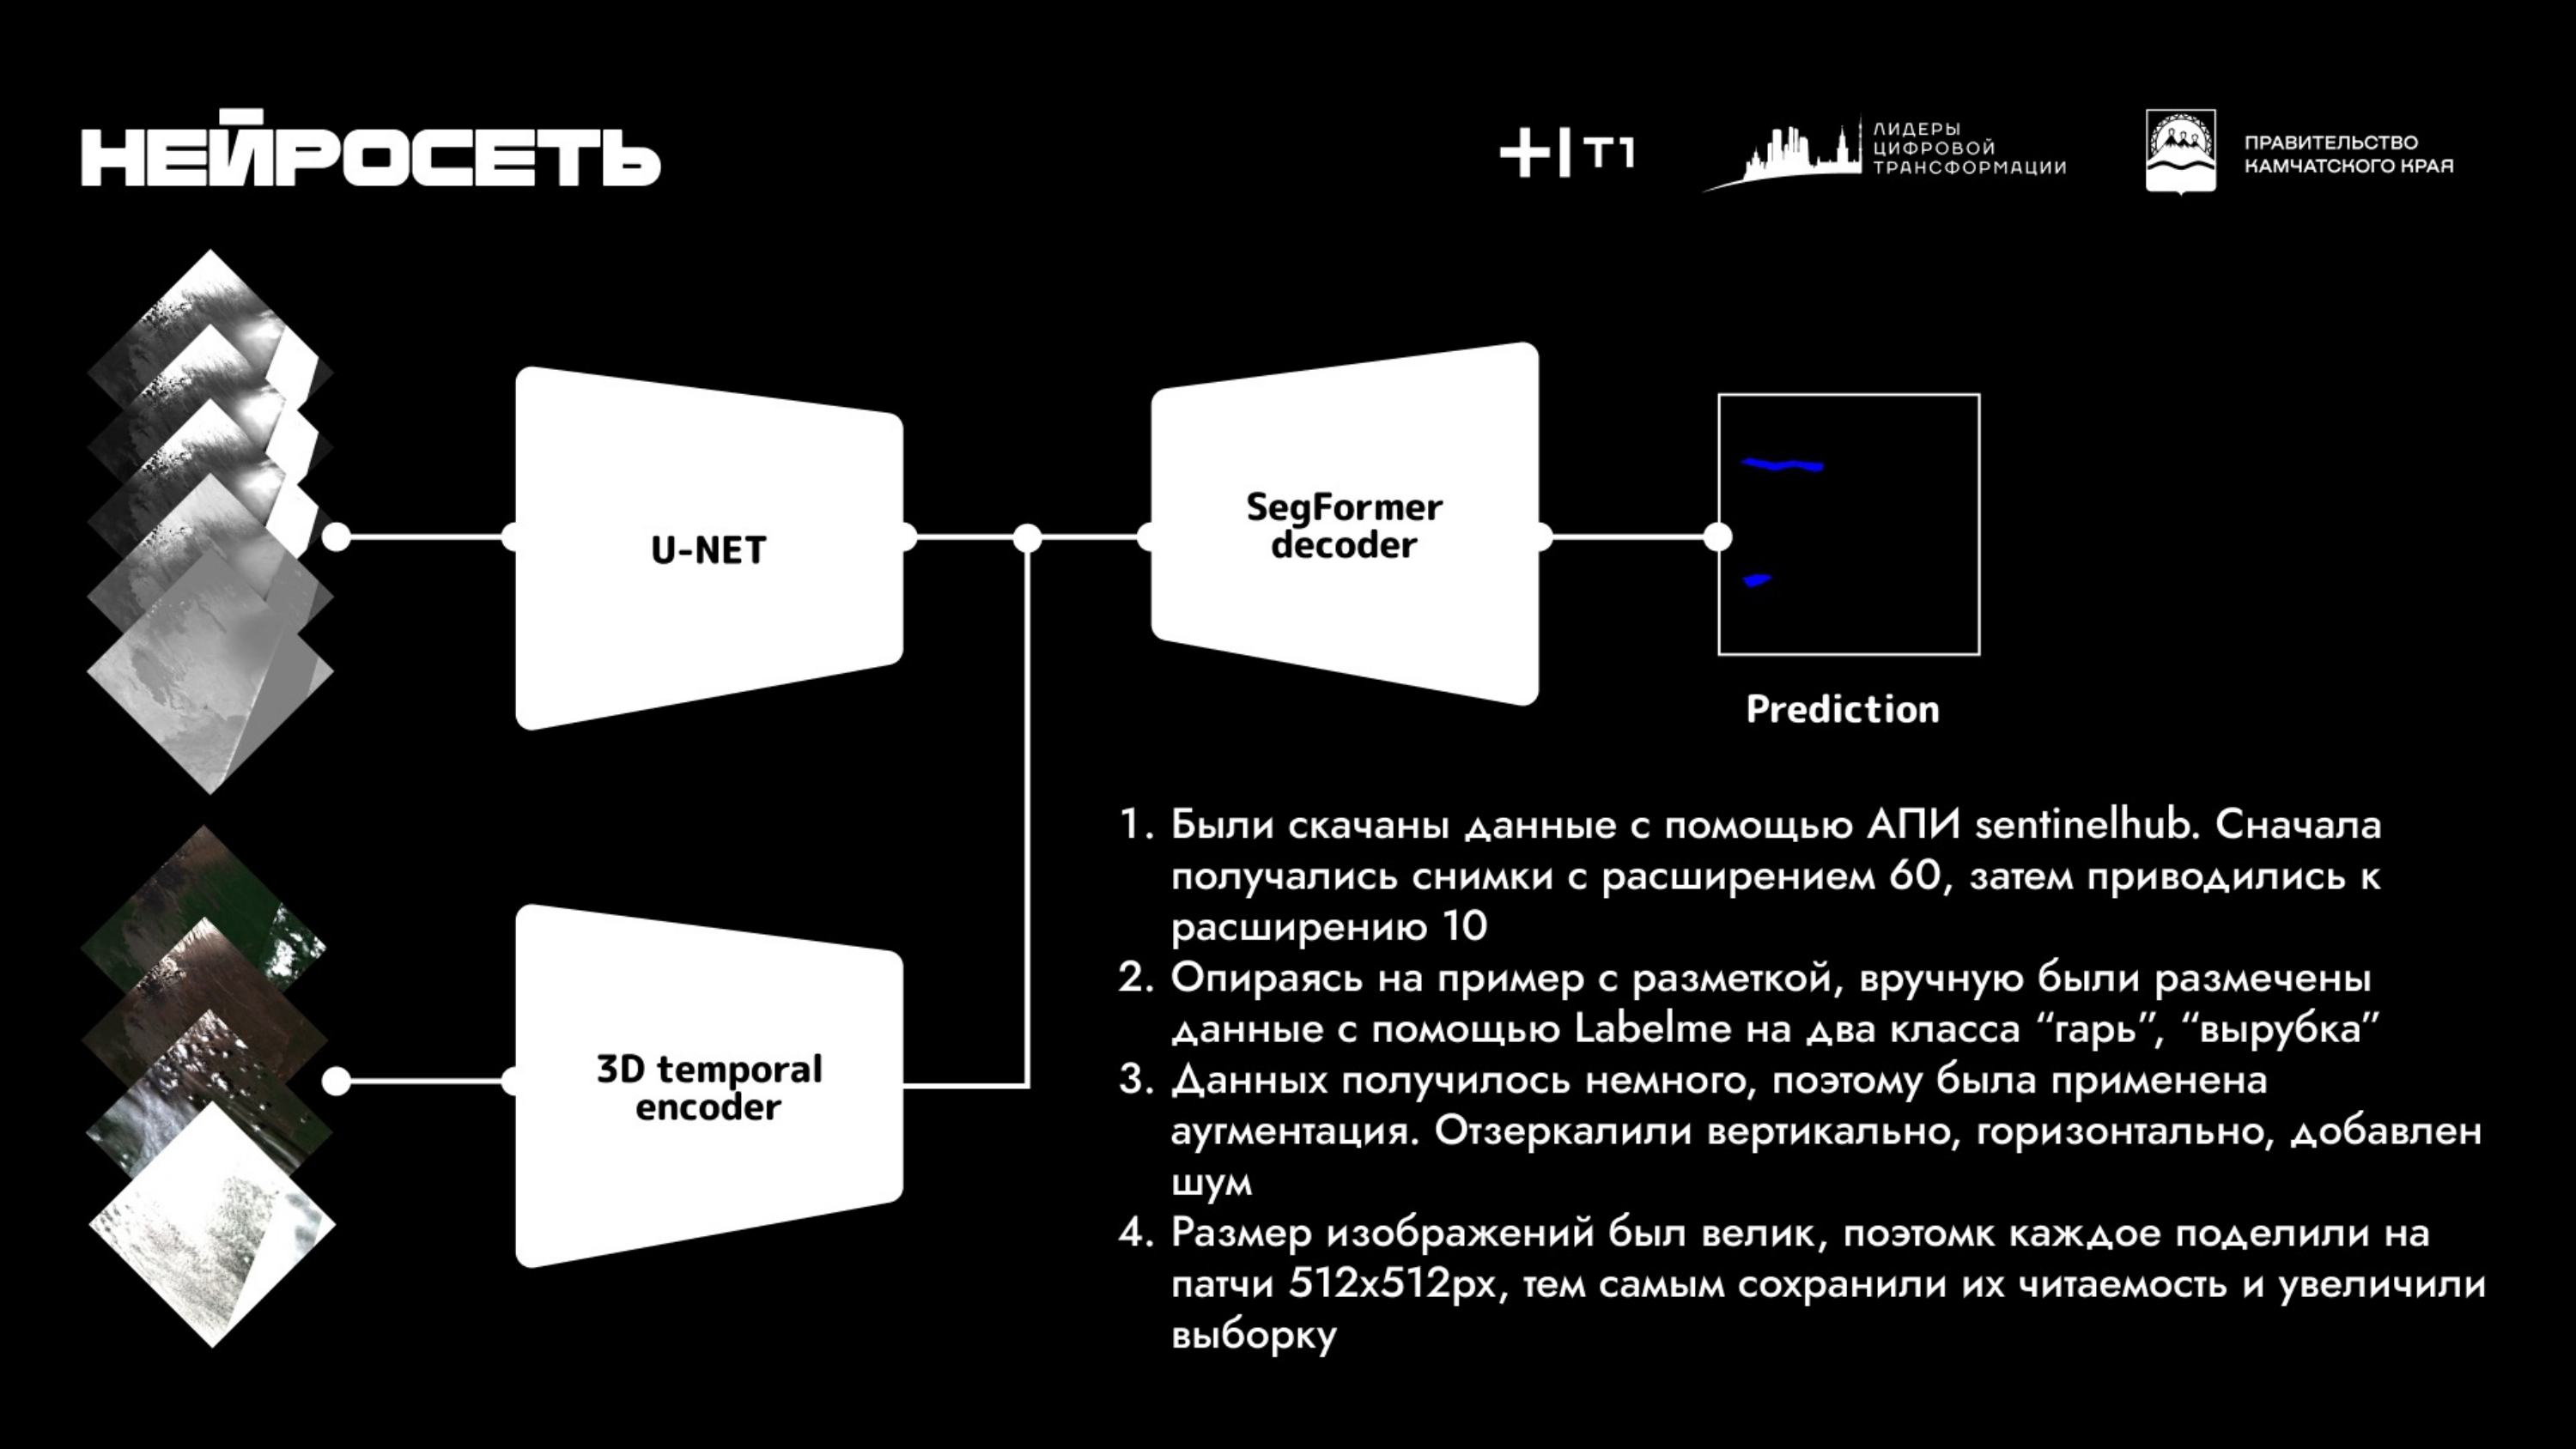 НЕЙРОСЕТЬ
T1
ЛИДЕРЫ
ЦИФРОВОЙ
ТРАНСФОРМАЦИИ
ПРАВИТЕЛЬСТВО
КАМЧАТСКОГО КРАЯ
U-NET
SegFormer
decoder
Prediction
3D temporal
encoder
1. Были скачаны данные с помощью АПИ sentinelhub. Сначала
получались снимки с расширением 60, затем приводились к
расширению 10
2. Опираясь на пример с разметкой, вручную были размечены
данные с помощью Labelme на два класса “гарь”, “вырубка”
3. Данных получилось немного, поэтому была применена
аугментация. Отзеркалили вертикально, горизонтально, добавлен
шум
4. Размер изображений был велик, поэтомк каждое поделили на
патчи 512x512px, тем самым сохранили их читаемость и увеличили
выборку